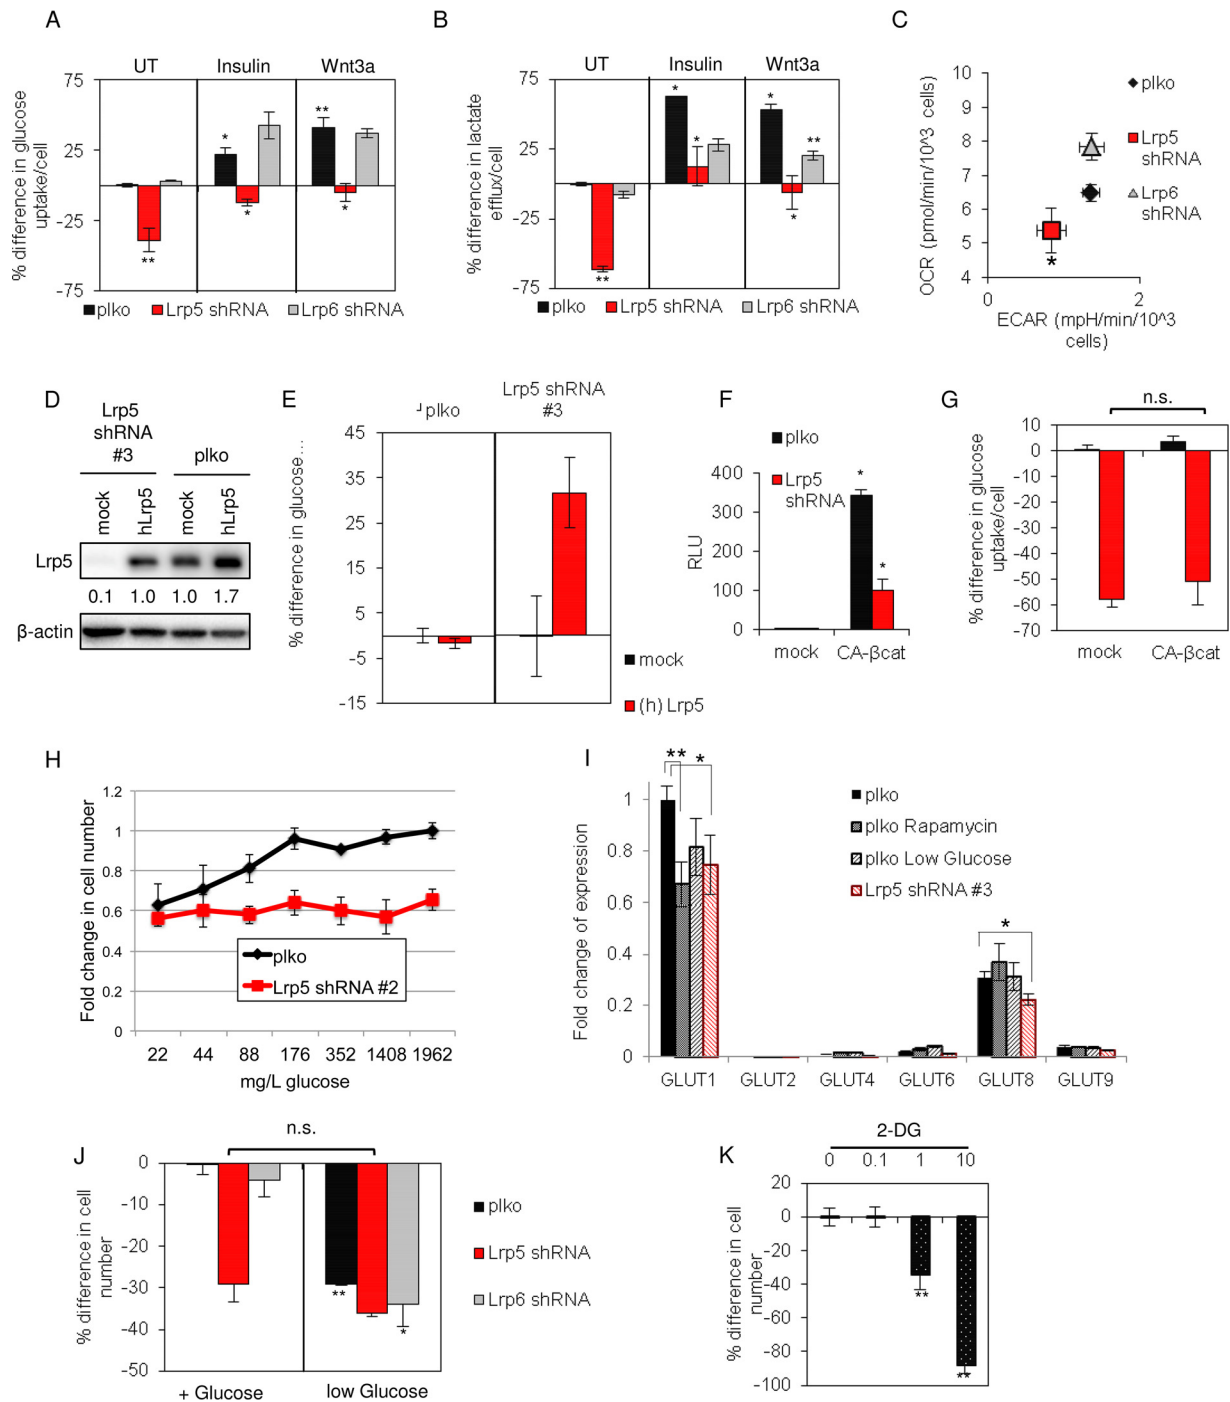 A
UT Insulin Wnt3a
% difference in glucose
uptake/cell
75
25
-25
-75
**
*
*
**
*
plko Lrp5 shRNA Lrp6 shRNA
B
UT Insulin Wnt3a
% difference in lactate
efflux/cell
75
25
-25
-75
**
*
*
*
*
**
plko Lrp5 shRNA Lrp6 shRNA
C
OCR (pmol/min/10^3 cells)
10
9
8
7
6
5
4
*
0 2
ECAR (mpH/min/10^3
cells)
plko
Lrp5
shRNA
Lrp6
shRNA
D
Lrp5
shRNA
#3 plko
mock hLrp5 mock hLrp5
Lrp5
0.1 1.0 1.0 1.7
β-actin
E
plko
Lrp5 shRNA
#3
% difference in glucose...
45
35
25
15
5
-5
-15
mock
(h) Lrp5
F
plko
Lrp5
shRNA
RLU
400
300
200
100
0
*
*
mock CA-βcat
G
n.s.
% difference in glucose
uptake/cell
10
0
-10
-20
-30
-40
-50
-60
-70
mock CA-βcat
H
Fold change in cell number
1.2
1
0.8
0.6
0.4
0.2
0
plko
Lrp5 shRNA #2
22 44 88 176 352 1408 1962
mg/L glucose
I
Fold change of expression
1
0.8
0.6
0.4
0.2
0
** *
*
plko
plko Rapamycin
plko Low Glucose
Lrp5 shRNA #3
GLUT1 GLUT2 GLUT4 GLUT6 GLUT8 GLUT9
J
n.s.
% difference in cell
number
0
-10
-20
-30
-40
-50
**
*
+ Glucose low Glucose
plko
Lrp5 shRNA
Lrp6 shRNA
K
2-DG
0 0.1 1 10
% difference in cell
number
20
0
-20
-40
-60
-80
-100
**
**